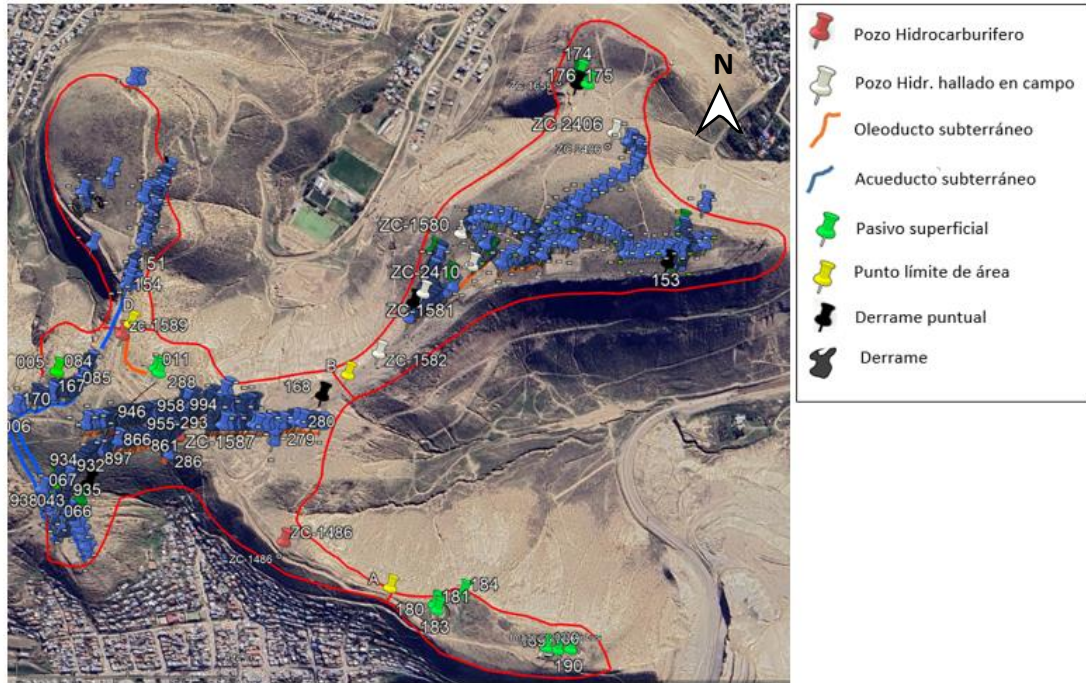 174
176 175
N
ZC-2406
ZC-2406
ZC-1580
ZC-2410
ZC-1581
153
151
154
D
Zc-1589
005
084
011
085
167
288
170
B
ZC-1582
168
958 994
946
955-293
280
006
866
861
ZC-1587
279
934
932
897
286
067
938 043
935
066
ZC-1486
ZC-1486
A
184
180
181
183
190
Pozo Hidrocarburifero
Pozo Hidr. hallado en campo
Oleoducto subterráneo
Acueducto subterráneo
Pasivo superficial
Punto límite de área
Derrame puntual
Derrame